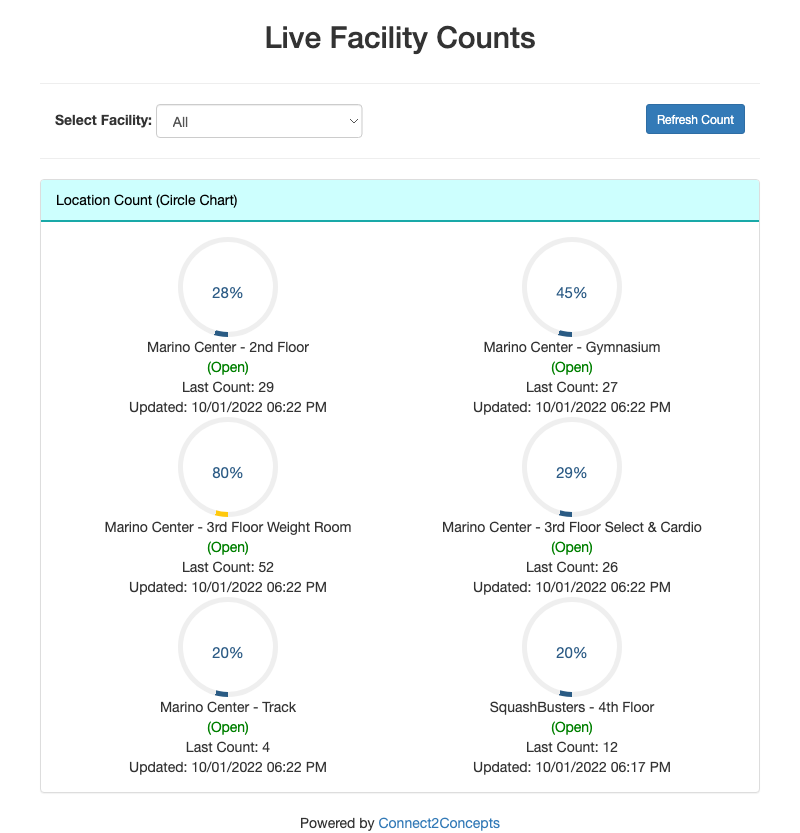 Live Facility Counts
Select Facility: All
Refresh Count
Location Count (Circle Chart)
28%
Marino Center - 2nd Floor
(Open)
Last Count: 29
Updated: 10/01/2022 06:22 PM
45%
Marino Center - Gymnasium
(Open)
Last Count: 27
Updated: 10/01/2022 06:22 PM
80%
Marino Center - 3rd Floor Weight Room
(Open)
Last Count: 52
Updated: 10/01/2022 06:22 PM
29%
Marino Center - 3rd Floor Select & Cardio
(Open)
Last Count: 26
Updated: 10/01/2022 06:22 PM
20%
Marino Center - Track
(Open)
Last Count: 4
Updated: 10/01/2022 06:22 PM
20%
SquashBusters - 4th Floor
(Open)
Last Count: 12
Updated: 10/01/2022 06:17 PM
Powered by Connect2Concepts